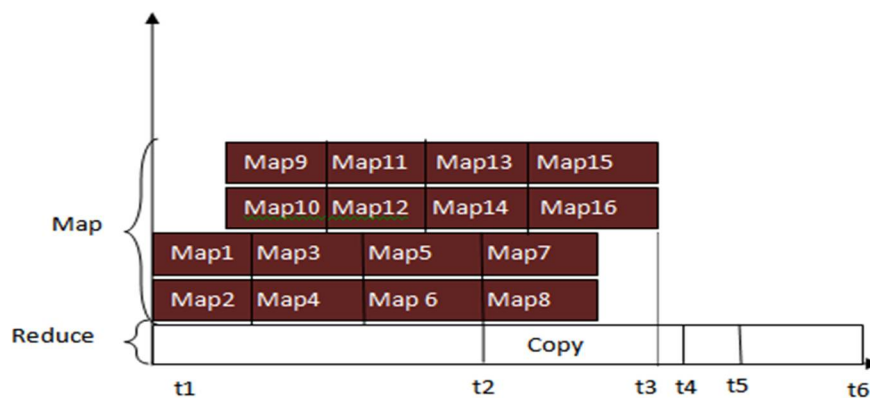 Map9 Map11 Map13 Map15
Map10 Map12 Map14 Map16
Map
Map1 Map3 Map5 Map7
Map2 Map4 Map 6 Map8
Reduce
Copy
t1 t2 t3 t4 t5 t6